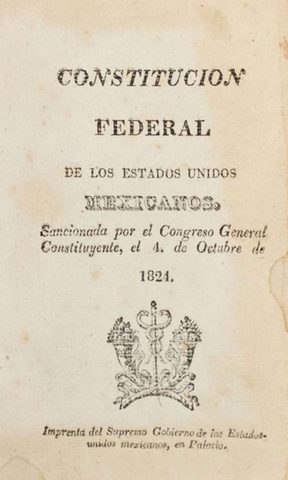 CONSTITUCION
FEDERAL
DE LOS ESTADOS UNIDOS
MEXICANOS.
Sancionada por el Congreso General
Constituyente, el 4. de Octubre de
1824.
Imprenta del Supremo Gobierno de los Estados-
unidos mexicanos, en Palacio.